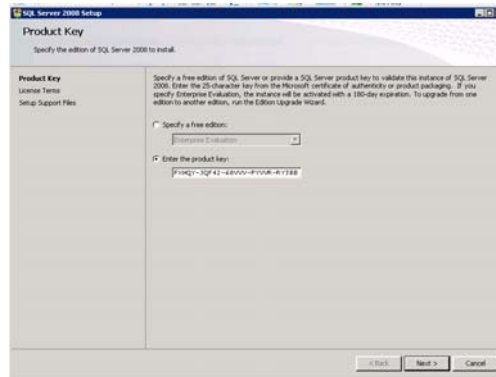 SQL Server 2008 Setup
Product Key
Specify the edition of SQL Server 2008 to install.
Product Key
License Terms
Setup Support Files
Specify a free edition of SQL Server or provide a SQL Server product key to validate this instance of SQL Server
2008. Enter the 25-character key from the Microsoft certificate of authenticity or product packaging. If you
specify Enterprise Evaluation, the instance will be activated with a 180-day expiration. To upgrade from one
edition to another edition, run the Edition Upgrade Wizard.
Specify a free edition:
Enterprise Evaluation
Enter the product key:
< Back
Next >
Cancel